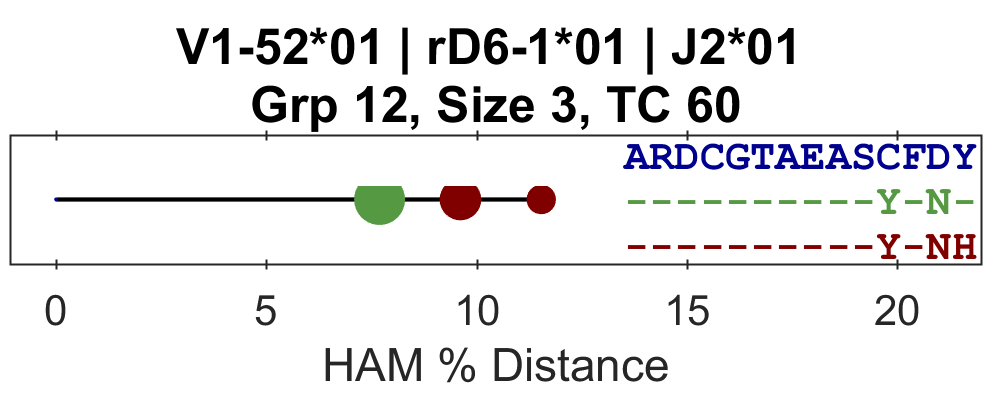 V1-52*01 | rD6-1*01 | J2*01
Grp 12, Size 3, TC 60
ARDCGTAEASCFDY
----------Y-N-
----------Y-NH
0 5 10 15 20
HAM % Distance